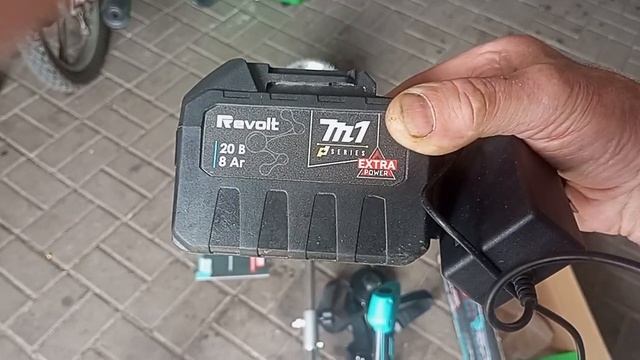 Revolt
20 В
8 Аг
m1
P SERIES
EXTRA
POWER